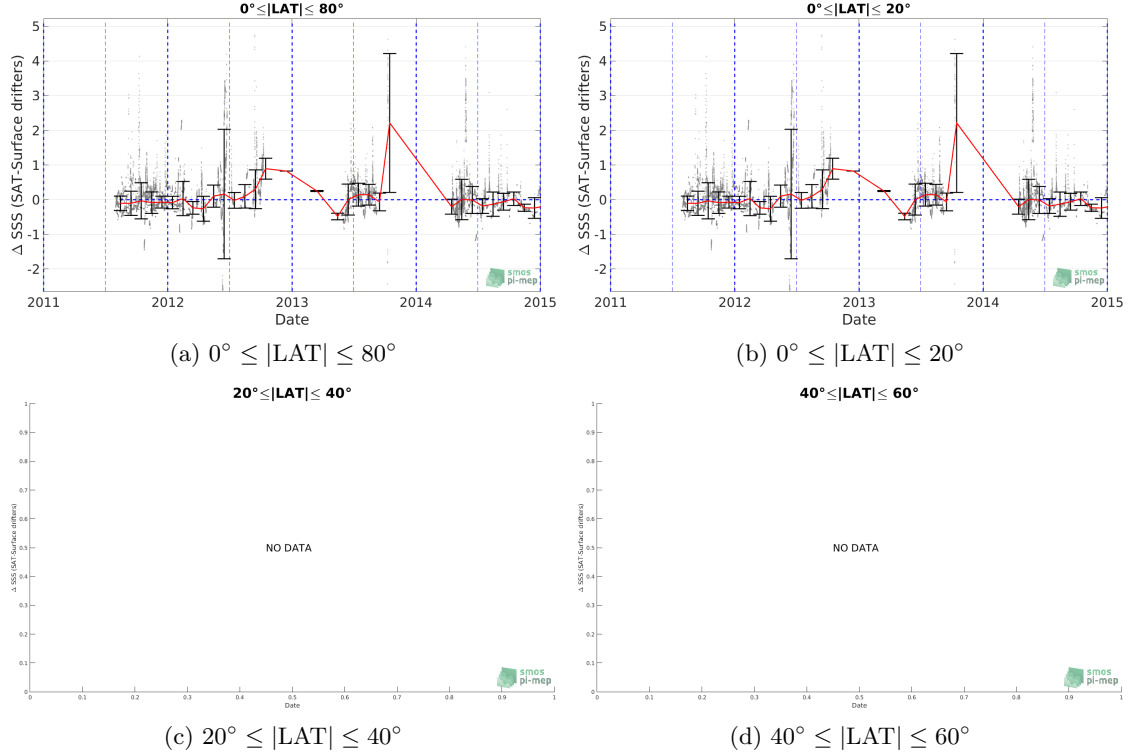 0°≤|LAT|≤ 80°
Δ SSS (SAT-Surface drifters)
5
4
3
2
1
0
-1
-2
2011 2012 2013 2014 2015
Date
smos
pi-mep
(a) 0° ≤ |LAT| ≤ 80°
0°≤|LAT|≤ 20°
Δ SSS (SAT-Surface drifters)
5
4
3
2
1
0
-1
-2
2011 2012 2013 2014 2015
Date
smos
pi-mep
(b) 0° ≤ |LAT| ≤ 20°
20°≤|LAT|≤ 40°
Δ SSS (SAT-Surface drifters)
1
0.9
0.8
0.7
0.6
0.5
0.4
0.3
0.2
0.1
0
NO DATA
0 0.1 0.2 0.3 0.4 0.5 0.6 0.7 0.8 0.9 1
Date
smos
pi-mep
(c) 20° ≤ |LAT| ≤ 40°
40°≤|LAT|≤ 60°
Δ SSS (SAT-Surface drifters)
1
0.9
0.8
0.7
0.6
0.5
0.4
0.3
0.2
0.1
0
NO DATA
0 0.1 0.2 0.3 0.4 0.5 0.6 0.7 0.8 0.9 1
Date
smos
pi-mep
(d) 40° ≤ |LAT| ≤ 60°